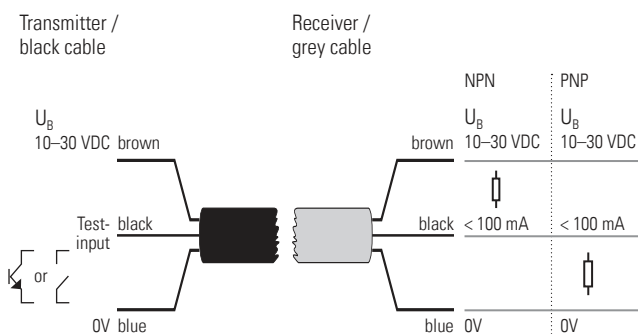 Transmitter /
black cable
Receiver /
grey cable
NPN
PNP
U_B
10–30 VDC brown
brown
U_B
10–30 VDC
U_B
10–30 VDC
Test-
input
black
black
< 100 mA
< 100 mA
or
0V blue
blue
0V
0V